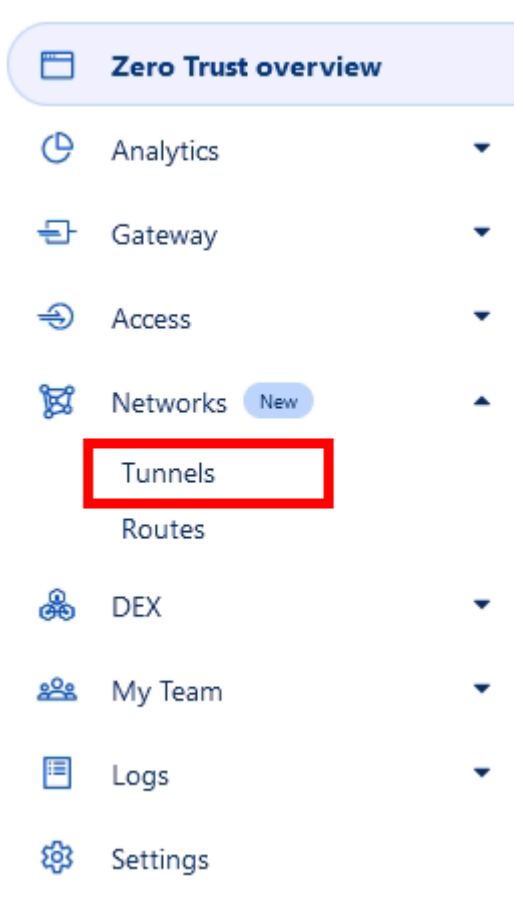 Zero Trust overview
Analytics
Gateway
Access
Networks New
Tunnels
Routes
DEX
My Team
Logs
Settings